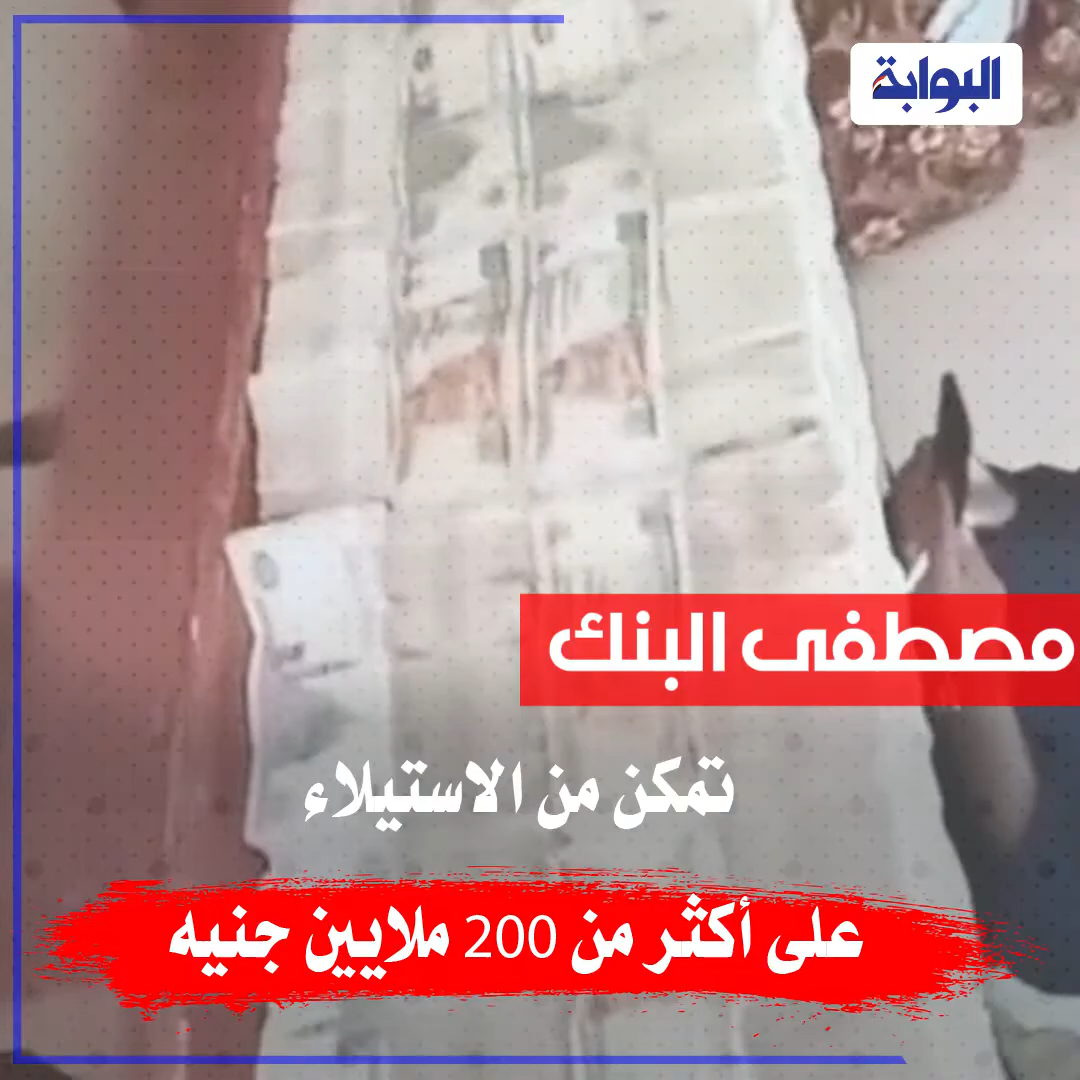 البوابة
مصطفى البنك
تمكن من الاستيلاء
على أكثر من 200 ملايين جنيه